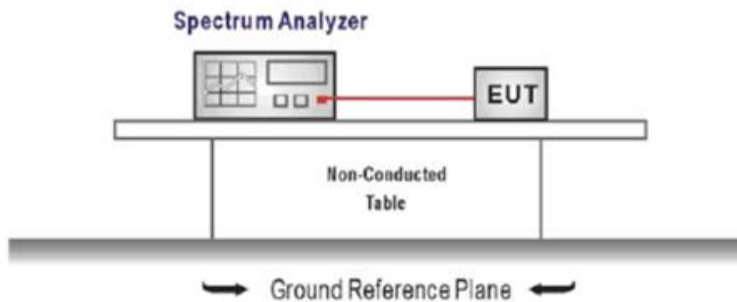 Spectrum Analyzer
EUT
Non-Conducted
Table
Ground Reference Plane